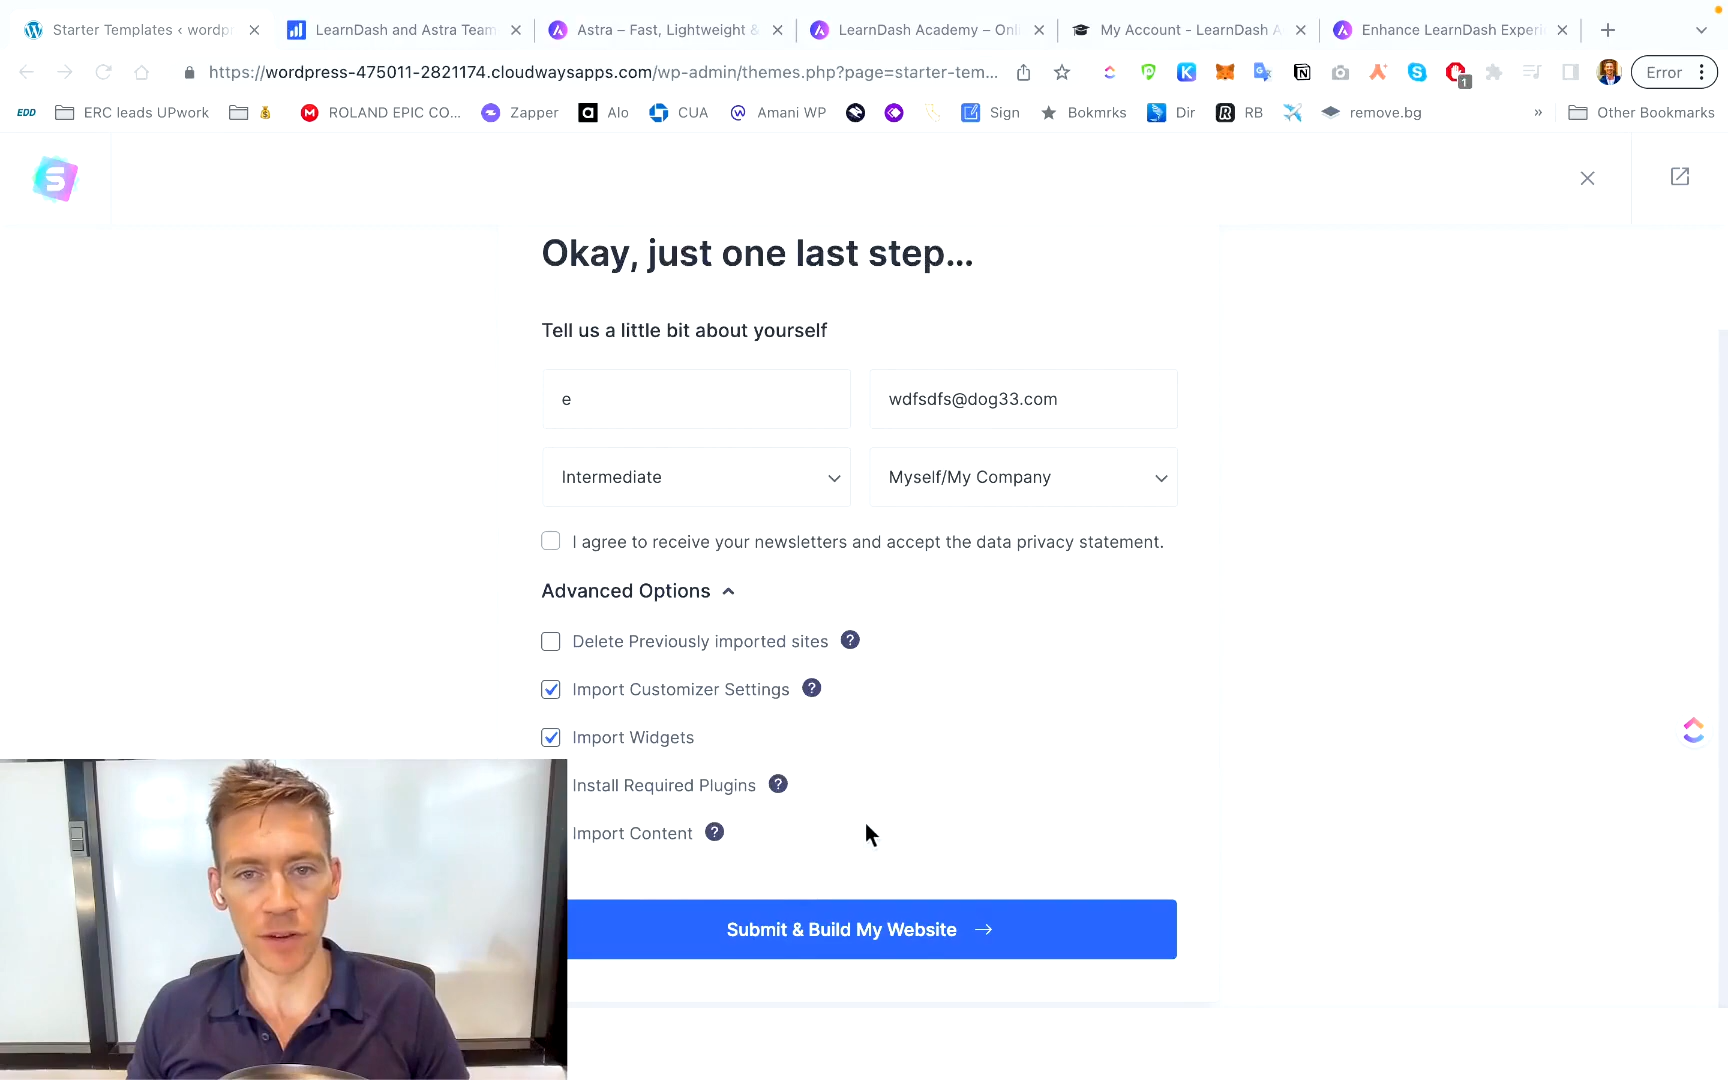 Starter Templates ‹ wordpr
LearnDash and Astra Team
Astra – Fast, Lightweight &
LearnDash Academy – Onli
My Account - LearnDash A
Enhance LearnDash Experi
https://wordpress-475011-2821174.cloudwaysapps.com/wp-admin/themes.php?page=starter-tem...
1
Error
EDD
ERC leads UPwork
ROLAND EPIC CO...
Zapper
Alo
CUA
Amani WP
Sign
Bokmrks
Dir
RB
remove.bg
»
Other Bookmarks
Okay, just one last step...
Tell us a little bit about yourself
e
wdfsdfs@dog33.com
Intermediate
Myself/My Company
I agree to receive your newsletters and accept the data privacy statement.
Advanced Options
Delete Previously imported sites ?
Import Customizer Settings ?
Import Widgets
Install Required Plugins ?
Import Content ?
Submit & Build My Website →